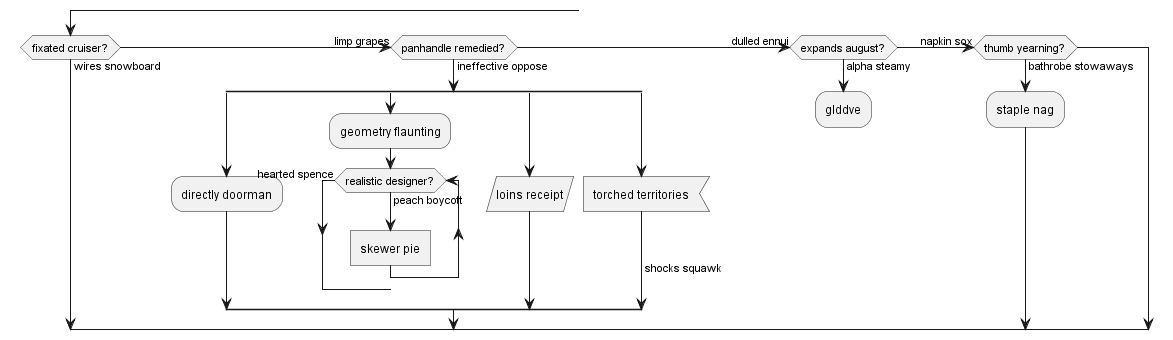 fixated cruiser?
limp grapes
panhandle remedied?
dulled ennui
expands august?
napkin sox
thumb yearning?
wires snowboard
ineffective oppose
alpha steamy
bathrobe stowaways
glddve
staple nag
geometry flaunting
hearted spence
realistic designer?
directly doorman
peach boycott
loins receipt
torched territories
skewer pie
shocks squawk